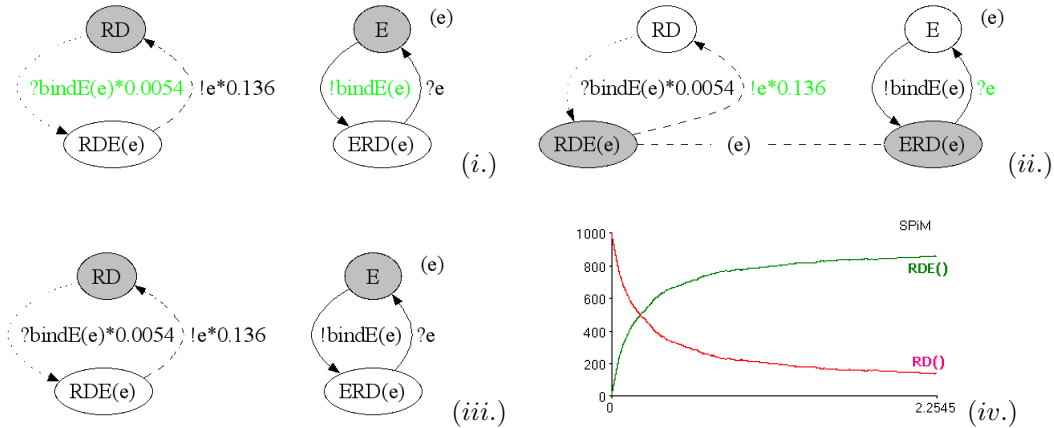 RD
?bindE(e)*0.0054
!e*0.136
RDE(e)
E
(e)
!bindE(e)
?e
ERD(e)
(i.)
RD
?bindE(e)*0.0054
!e*0.136
RDE(e)
(e)
E
(e)
!bindE(e)
?e
ERD(e)
(ii.)
RD
?bindE(e)*0.0054
!e*0.136
RDE(e)
E
(e)
!bindE(e)
?e
ERD(e)
(iii.)
SPiM
1000
800
600
400
200
0
RDE()
RD()
0
2.2545
(iv.)